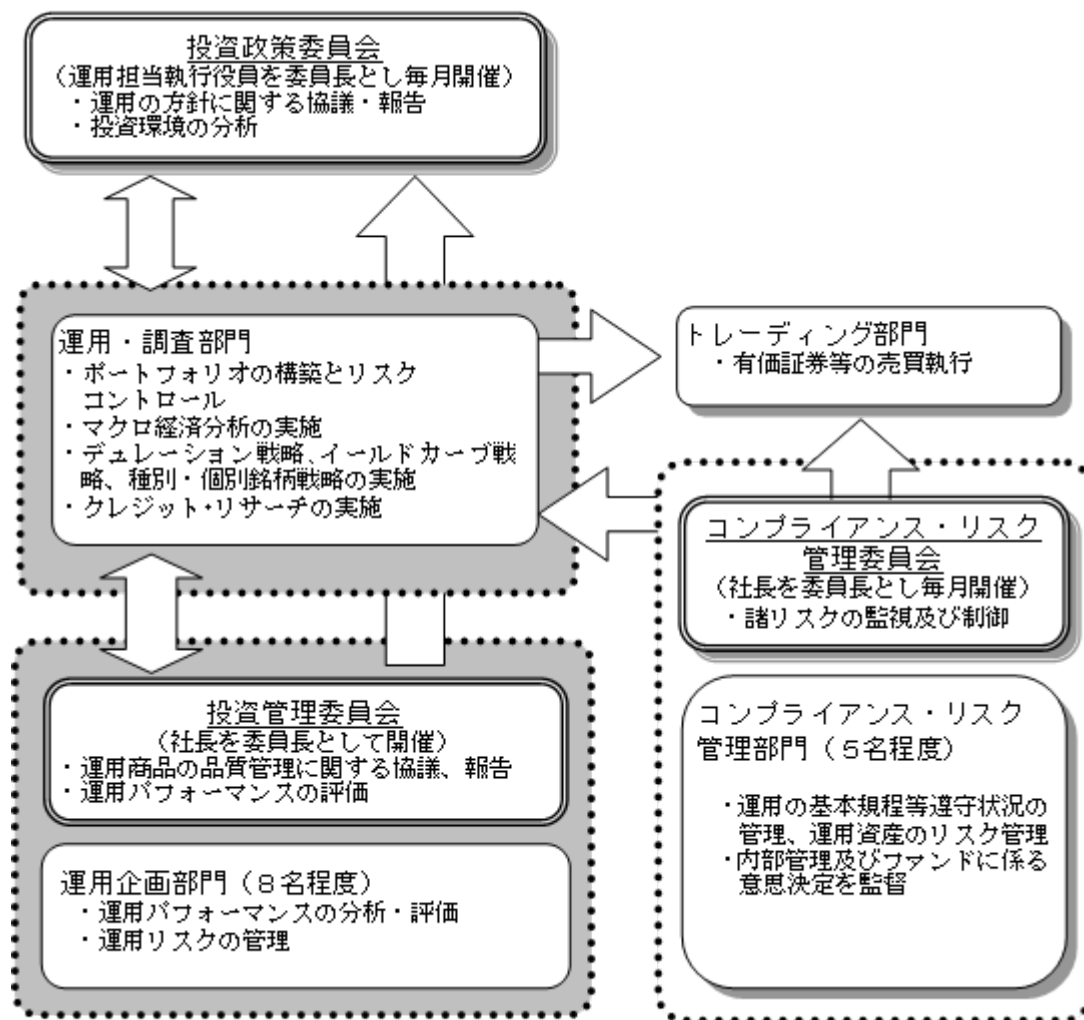 投資政策委員会
(運用担当執行役員を委員長とし毎月開催)
・運用の方針に関する協議・報告
・投資環境の分析
運用・調査部門
・ポートフォリオの構築とリスク
コントロール
・マクロ経済分析の実施
・デュレーション戦略、イールドカーブ戦
略、種別・個別銘柄戦略の実施
・クレジット・リサーチの実施
トレーディング部門
・有価証券等の売買執行
コンプライアンス・リスク
管理委員会
(社長を委員長とし毎月開催)
・諸リスクの監視及び制御
投資管理委員会
(社長を委員長として開催)
・運用商品の品質管理に関する協議、報告
・運用パフォーマンスの評価
運用企画部門(8名程度)
・運用パフォーマンスの分析・評価
・運用リスクの管理
コンプライアンス・リスク
管理部門(5名程度)
・運用の基本規程等遵守状況の
管理、運用資産のリスク管理
・内部管理及びファンドに係る
意思決定を監督